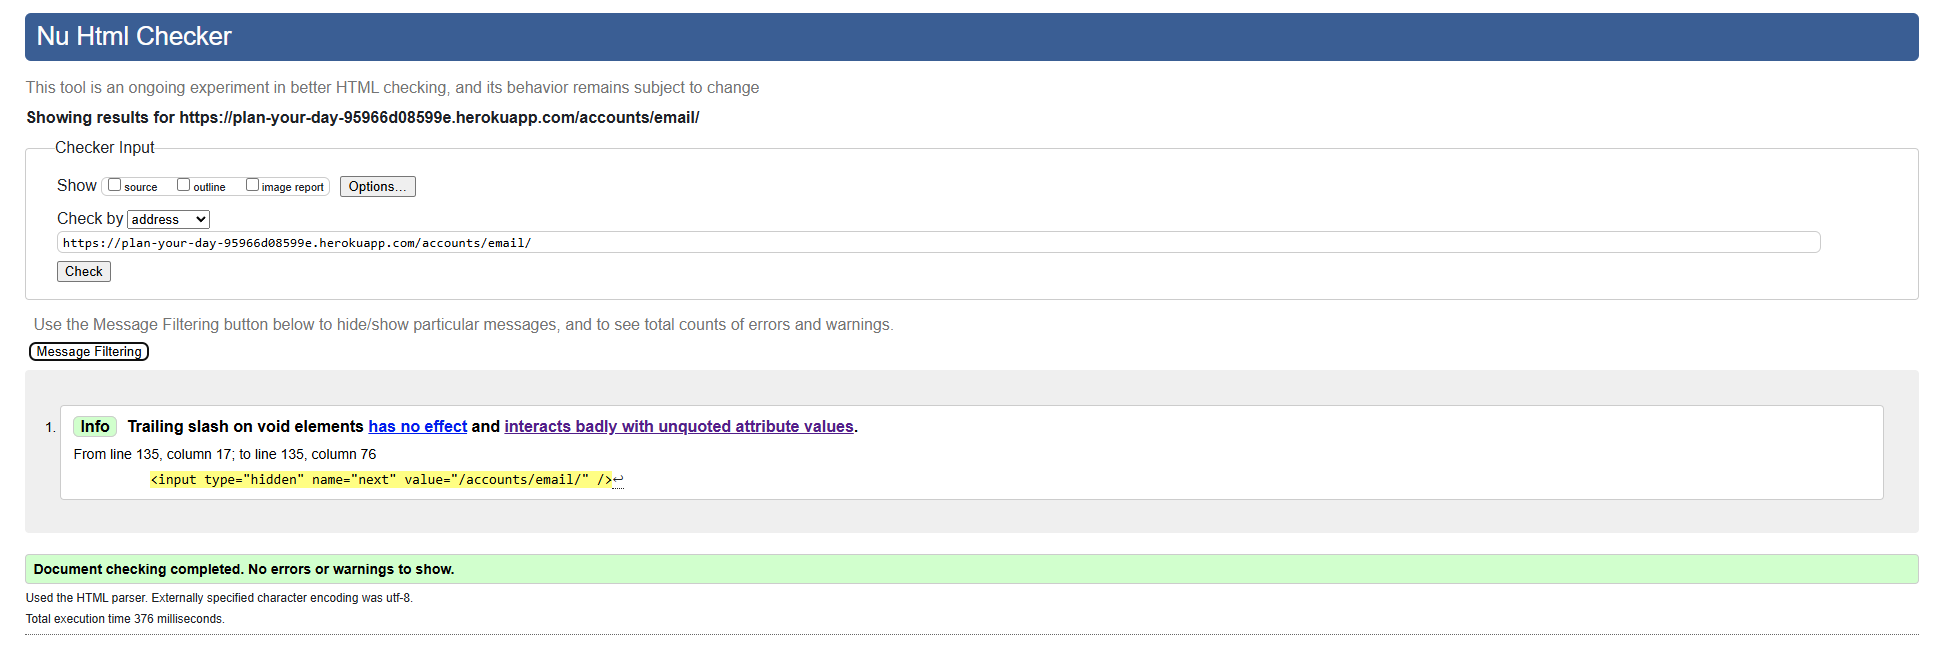 Nu Html Checker
This tool is an ongoing experiment in better HTML checking, and its behavior remains subject to change
Showing results for https://plan-your-day-95966d08599e.herokuapp.com/accounts/email/
Checker Input
Show source outline image report Options...
Check by address
https://plan-your-day-95966d08599e.herokuapp.com/accounts/email/
Check
Use the Message Filtering button below to hide/show particular messages, and to see total counts of errors and warnings.
Message Filtering
1. Info Trailing slash on void elements has no effect and interacts badly with unquoted attribute values.
From line 135, column 17; to line 135, column 76
<input type="hidden" name="next" value="/accounts/email/" />↩
Document checking completed. No errors or warnings to show.
Used the HTML parser. Externally specified character encoding was utf-8.
Total execution time 376 milliseconds.